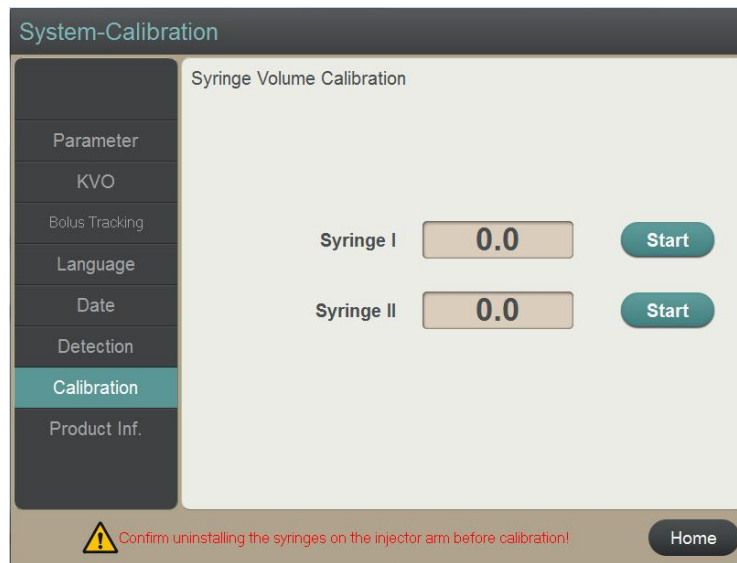 System-Calibration
Syringe Volume Calibration
Parameter
KVO
Bolus Tracking
Language
Date
Detection
Calibration
Product Inf.
Syringe I 0.0 Start
Syringe II 0.0 Start
Confirm uninstalling the syringes on the injector arm before calibration!
Home